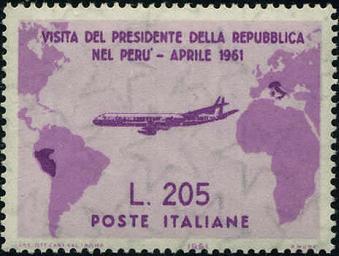 VISITA DEL PRESIDENTE DELLA REPUBBLICA
NEL PERU' - APRILE 1961
L. 205
POSTE ITALIANE
1961